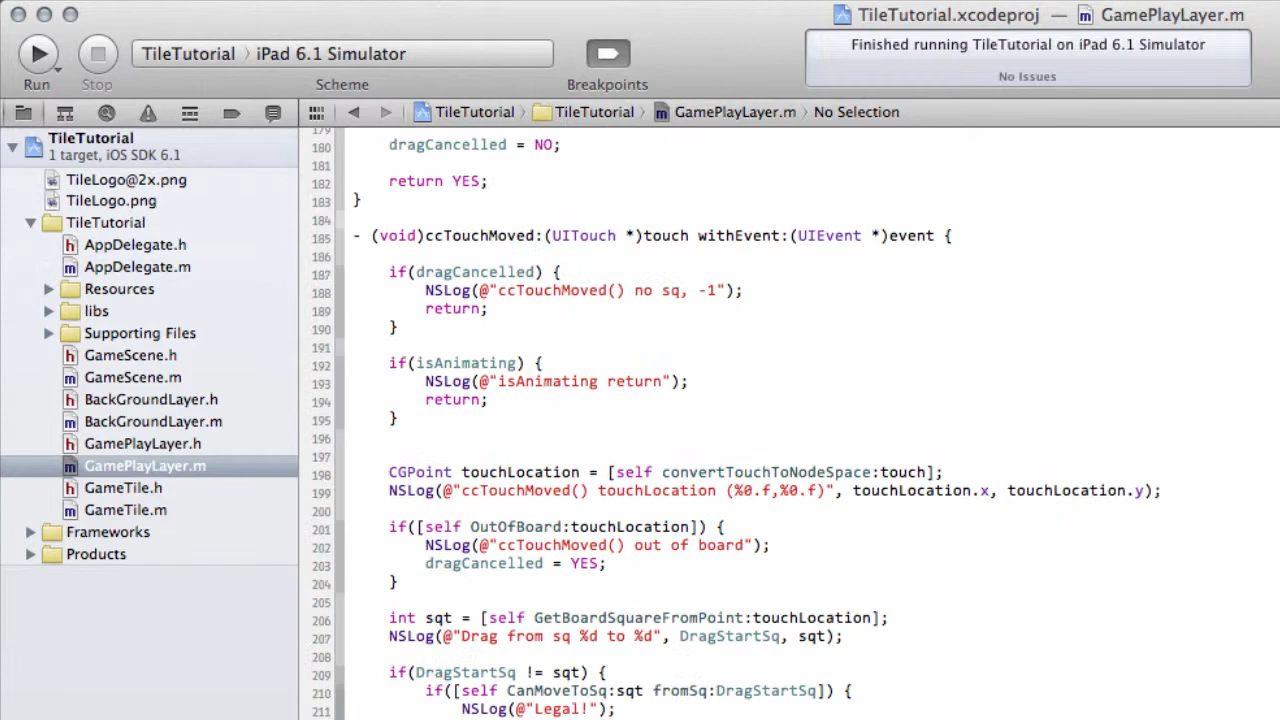 TileTutorial.xcodeproj — GamePlayLayer.m
TileTutorial 〉 iPad 6.1 Simulator
Finished running TileTutorial on iPad 6.1 Simulator
No Issues
Run
Stop
Scheme
Breakpoints
TileTutorial 〉 TileTutorial 〉 GamePlayLayer.m 〉 No Selection
TileTutorial
1 target, iOS SDK 6.1
TileLogo@2x.png
TileLogo.png
TileTutorial
AppDelegate.h
AppDelegate.m
Resources
libs
Supporting Files
GameScene.h
GameScene.m
BackGroundLayer.h
BackGroundLayer.m
GamePlayLayer.h
GamePlayLayer.m
GameTile.h
GameTile.m
Frameworks
Products
179
180 dragCancelled = NO;
181
182 return YES;
183 }
184
185 - (void)ccTouchMoved:(UITouch *)touch withEvent:(UIEvent *)event {
186
187 if(dragCancelled) {
188 NSLog(@"ccTouchMoved() no sq, -1");
189 return;
190 }
191
192 if(isAnimating) {
193 NSLog(@"isAnimating return");
194 return;
195 }
196
197
198 CGPoint touchLocation = [self convertTouchToNodeSpace:touch];
199 NSLog(@"ccTouchMoved() touchLocation (%0.f,%0.f)", touchLocation.x, touchLocation.y);
200
201 if([self OutOfBoard:touchLocation]) {
202 NSLog(@"ccTouchMoved() out of board");
203 dragCancelled = YES;
204 }
205
206 int sqt = [self GetBoardSquareFromPoint:touchLocation];
207 NSLog(@"Drag from sq %d to %d", DragStartSq, sqt);
208
209 if(DragStartSq != sqt) {
210 if([self CanMoveToSq:sqt fromSq:DragStartSq]) {
211 NSLog(@"Legal!");